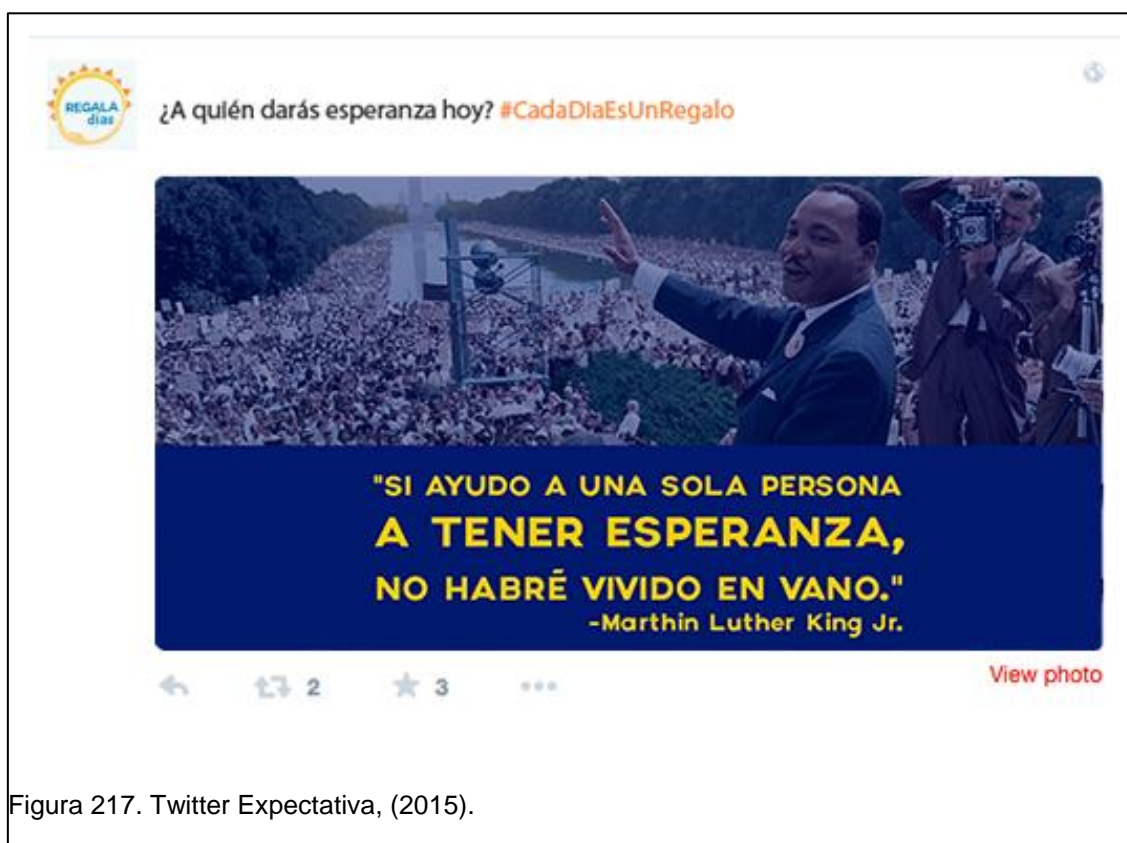 REGALA
días
¿A quién darás esperanza hoy? #CadaDIaEsUnRegalo
"SI AYUDO A UNA SOLA PERSONA
A TENER ESPERANZA,
NO HABRÉ VIVIDO EN VANO."
-Marthin Luther King Jr.
2
3
View photo
Figura 217. Twitter Expectativa, (2015).